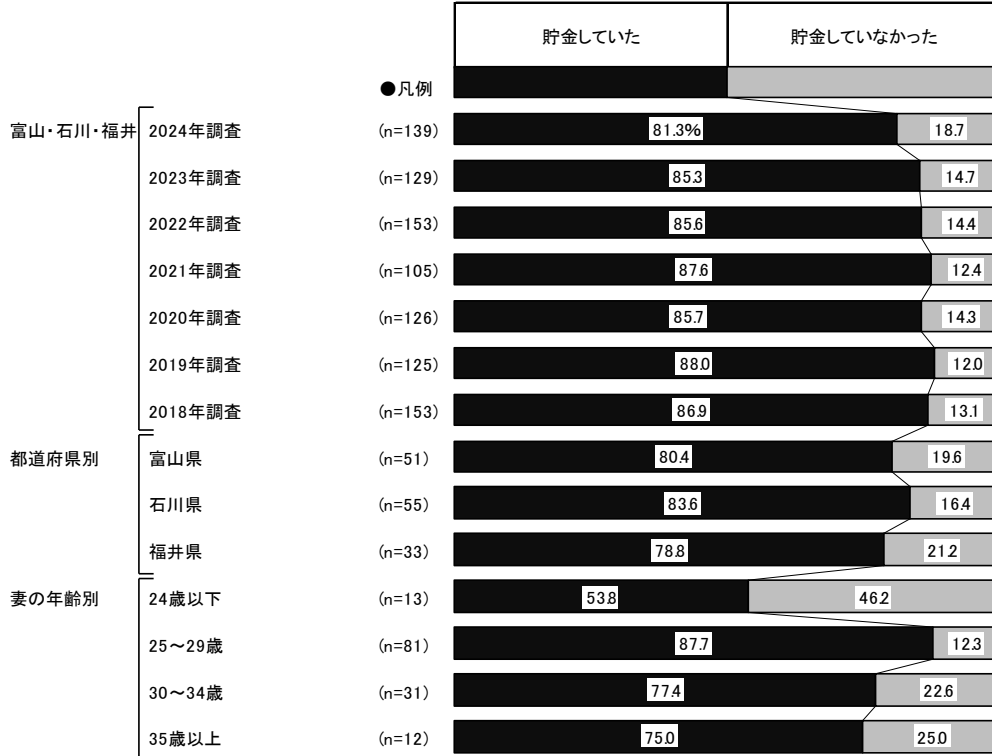 貯金していた 貯金していなかった
●凡例
富山・石川・福井 2024年調査 (n=139) 81.3% 18.7
2023年調査 (n=129) 85.3 14.7
2022年調査 (n=153) 85.6 14.4
2021年調査 (n=105) 87.6 12.4
2020年調査 (n=126) 85.7 14.3
2019年調査 (n=125) 88.0 12.0
2018年調査 (n=153) 86.9 13.1
都道府県別 富山県 (n=51) 80.4 19.6
石川県 (n=55) 83.6 16.4
福井県 (n=33) 78.8 21.2
妻の年齢別 24歳以下 (n=13) 53.8 46.2
25～29歳 (n=81) 87.7 12.3
30～34歳 (n=31) 77.4 22.6
35歳以上 (n=12) 75.0 25.0